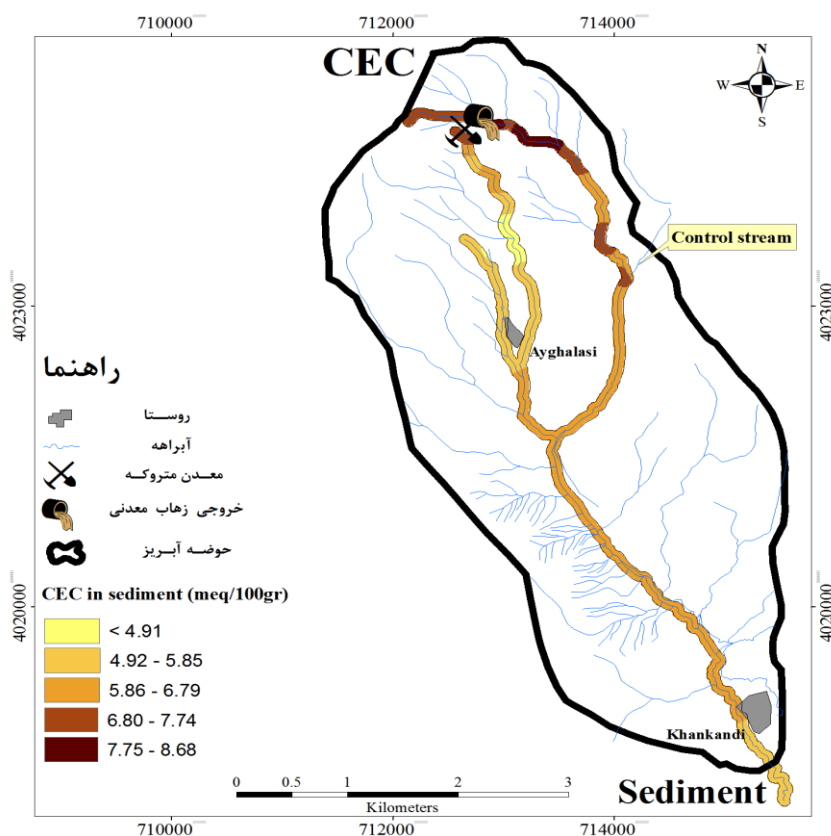 710000 712000 714000
CEC
N
W E
S
Control stream
4023000 4023000
Ayghalasi
راهنما
روستا
آبراهه
معدن متروکه
خروجی زهاب معدنی
حوضه آبریز
CEC in sediment (meq/100gr)
< 4.91
4.92 - 5.85
5.86 - 6.79
6.80 - 7.74
7.75 - 8.68
4020000 4020000
Khankandi
Sediment
0 0.5 1 2 3
Kilometers
710000 712000 714000